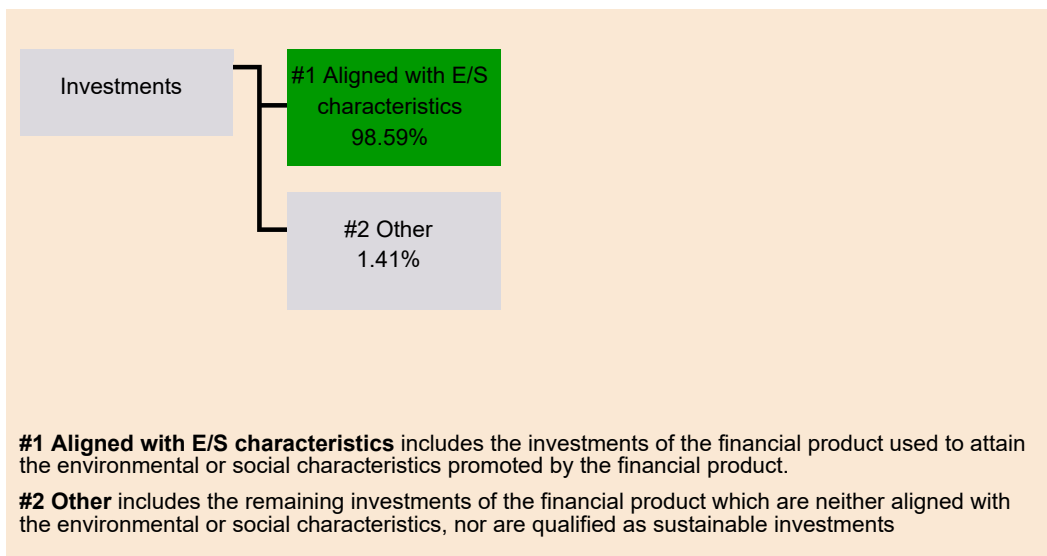 Investments
#1 Aligned with E/S
characteristics
98.59%
#2 Other
1.41%
#1 Aligned with E/S characteristics includes the investments of the financial product used to attain
the environmental or social characteristics promoted by the financial product.
#2 Other includes the remaining investments of the financial product which are neither aligned with
the environmental or social characteristics, nor are qualified as sustainable investments